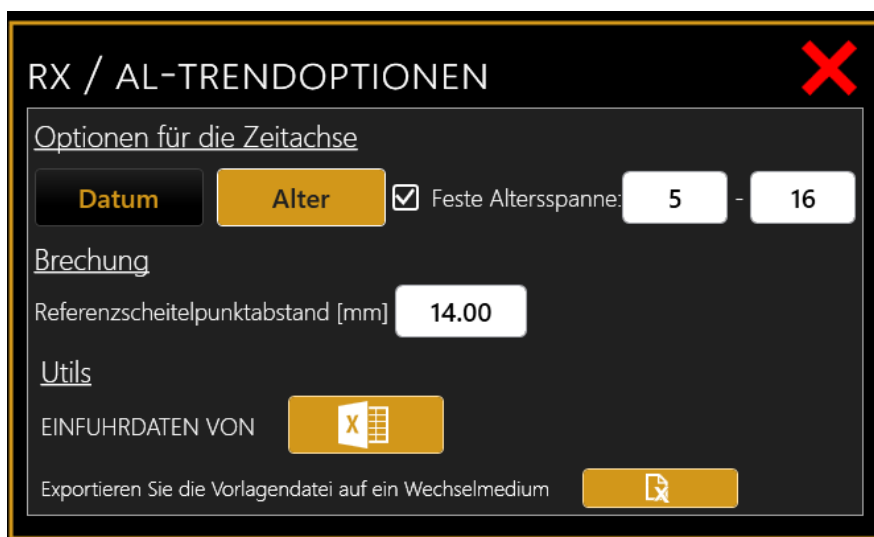 RX / AL-TRENDOPTIONEN
Optionen für die Zeitachse
Datum Alter Feste Altersspanne: 5 - 16
Brechung
Referenzscheitelpunktabstand [mm] 14.00
Utils
EINFUHRDATEN VON X
Exportieren Sie die Vorlagendatei auf ein Wechselmedium